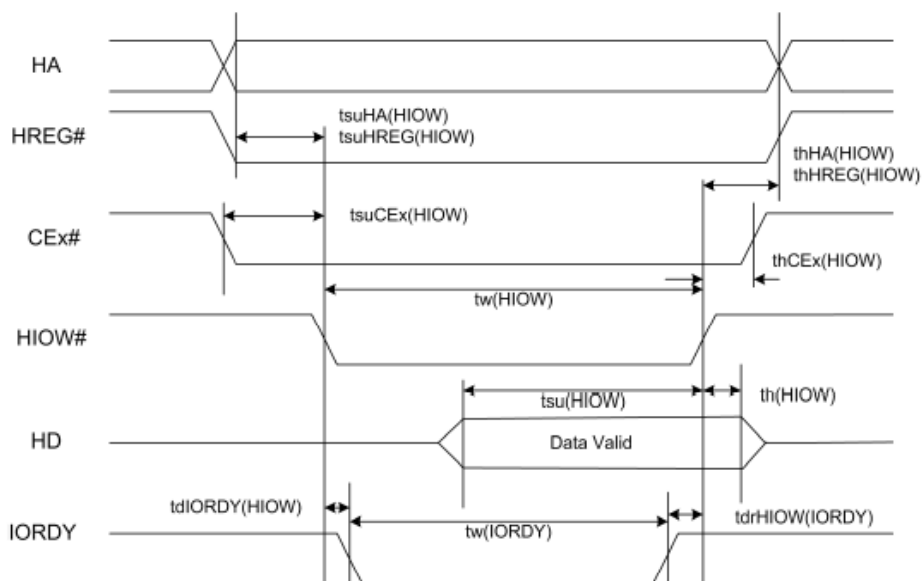 HA
tsuHA(HIOW)
HREG#
tsuHREG(HIOW)
thHA(HIOW)
thHREG(HIOW)
CEx#
tsuCEx(HIOW)
thCEx(HIOW)
tw(HIOW)
HIOW#
tsu(HIOW)
th(HIOW)
HD
Data Valid
tdIORDY(HIOW)
IORDY
tw(IORDY)
tdrHIOW(IORDY)